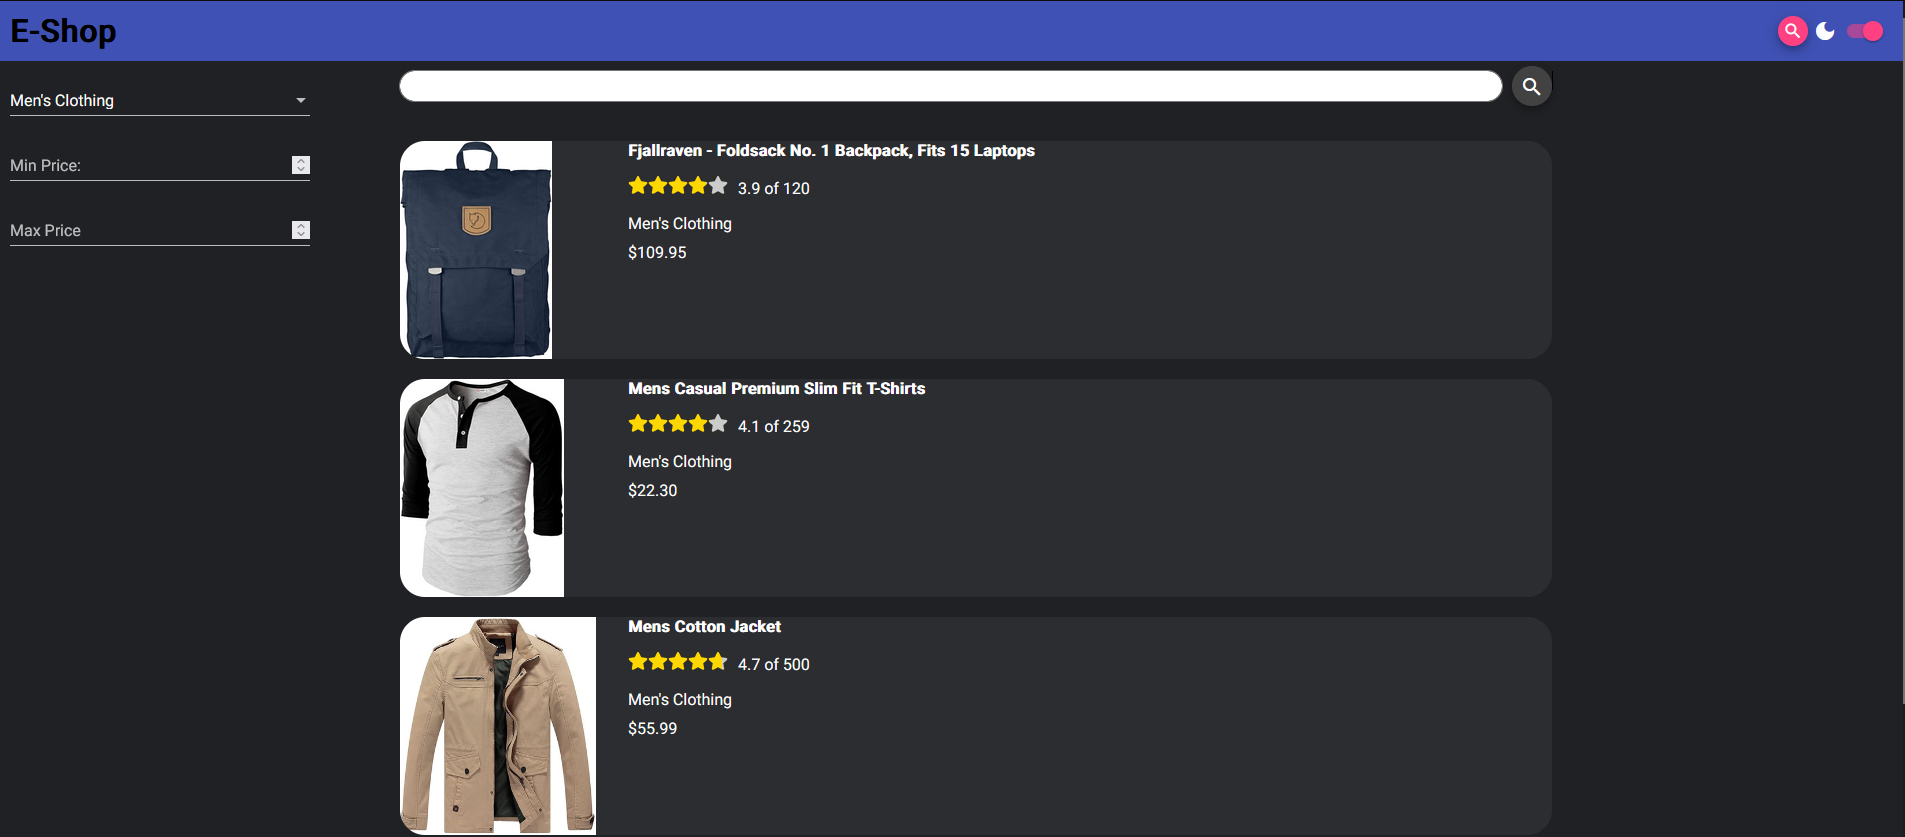 E-Shop
Men's Clothing
Min Price:
Max Price
Fjallraven - Foldsack No. 1 Backpack, Fits 15 Laptops
3.9 of 120
Men's Clothing
$109.95
Mens Casual Premium Slim Fit T-Shirts
4.1 of 259
Men's Clothing
$22.30
Mens Cotton Jacket
4.7 of 500
Men's Clothing
$55.99